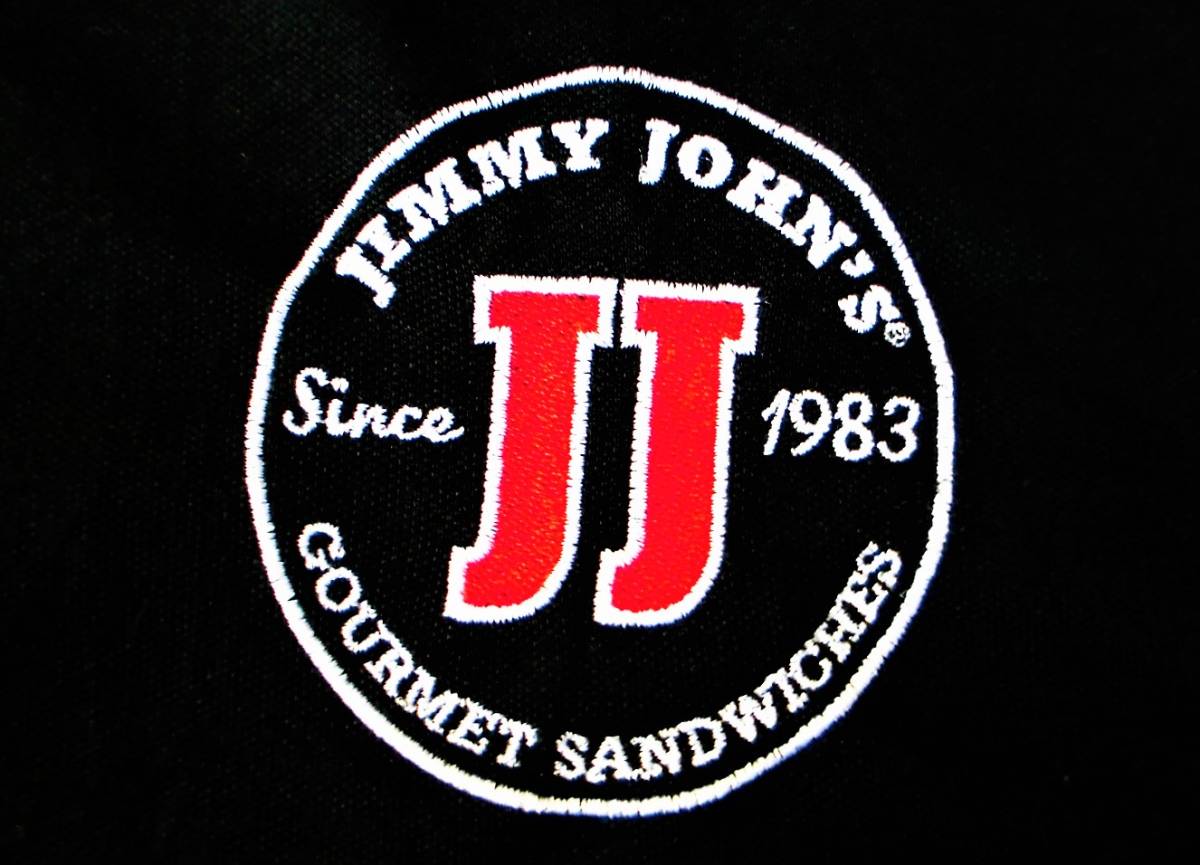 JIMMY JOHN'S®
JJ
Since 1983
GOURMET SANDWICHES